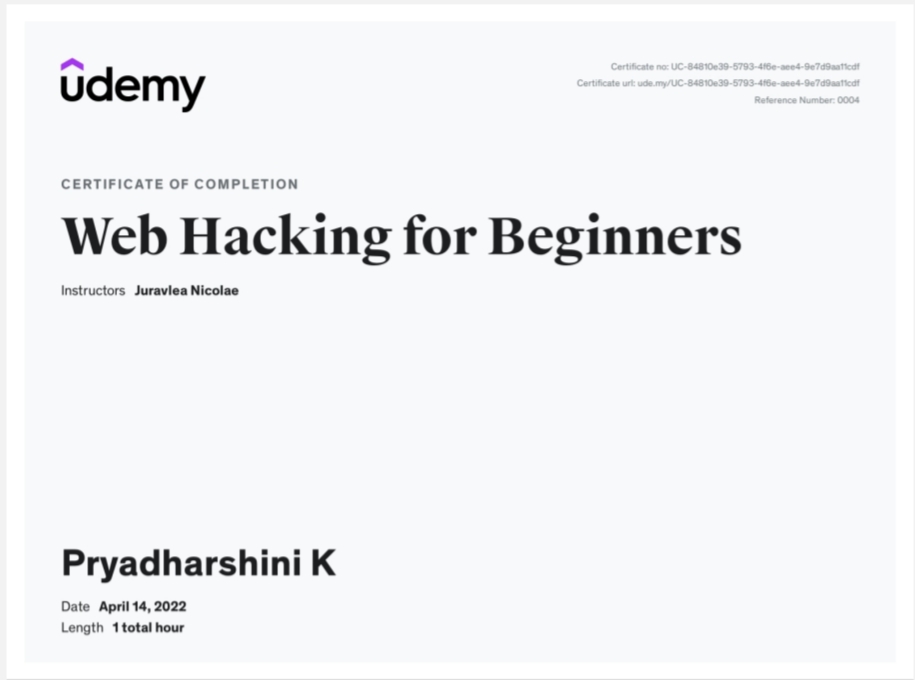 udemy
Certificate no: UC-84810e39-5793-4f6e-aee4-9e7d9aa11cdf
Certificate url: ude.my/UC-84810e39-5793-4f6e-aee4-9e7d9aa11cdf
Reference Number: 0004
CERTIFICATE OF COMPLETION
Web Hacking for Beginners
Instructors Juravlea Nicolae
Pryadharshini K
Date April 14, 2022
Length 1 total hour